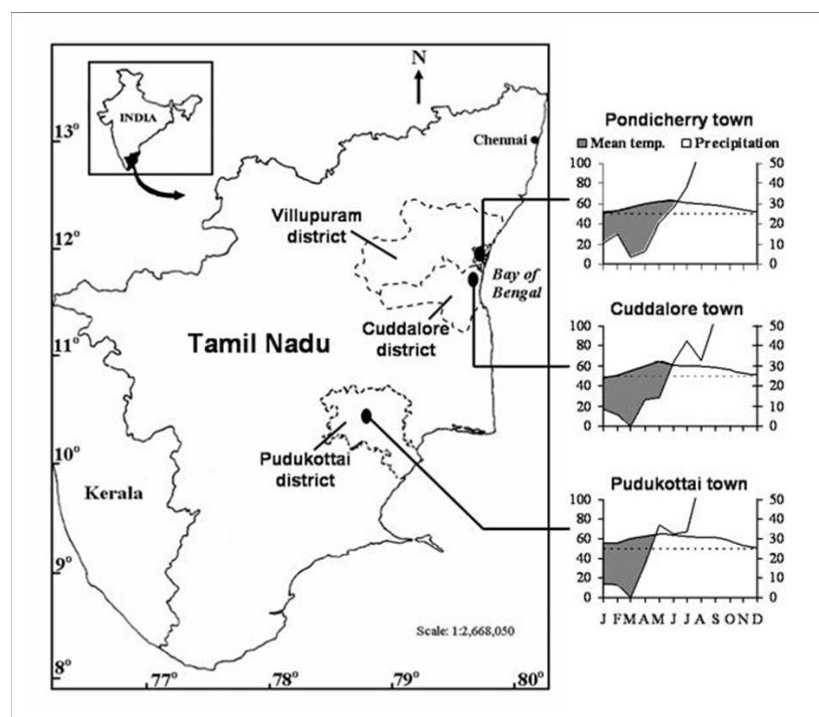 N
INDIA
13°
Chennai
Villupuram
district
12°
Bay of
Bengal
Cuddalore
district
11°
Tamil Nadu
Pudukottai
district
10°
Kerala
9°
Scale: 1:2,668,050
8°
77° 78° 79° 80°
Pondicherry town
Mean temp. Precipitation
100 50
80 40
60 30
40 20
20 10
0 0
Cuddalore town
100 50
80 40
60 30
40 20
20 10
0 0
Pudukottai town
100 50
80 40
60 30
40 20
20 10
0 0
J F M A M J J A S O N D